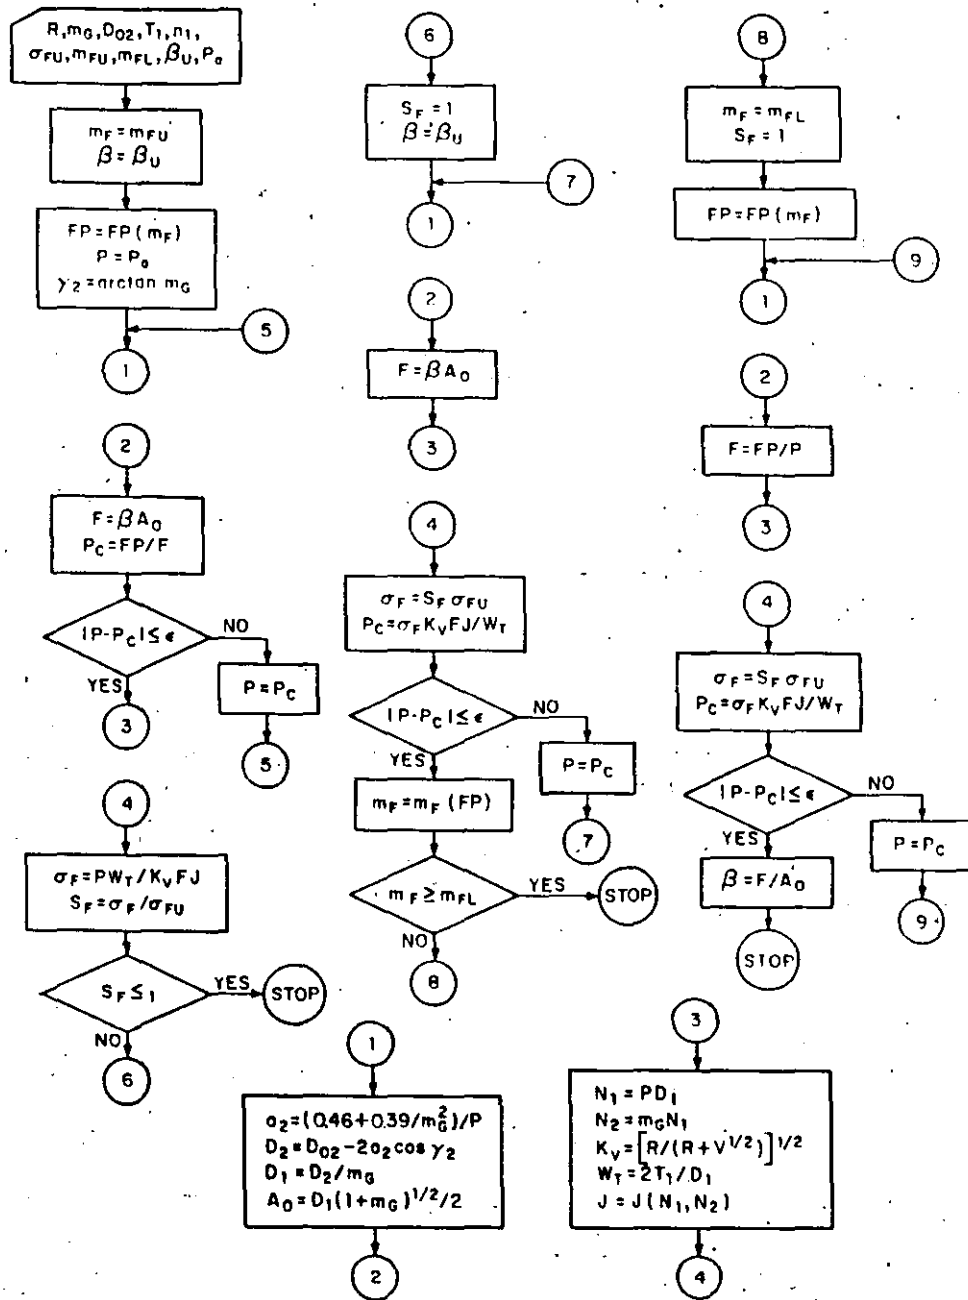 R, m_G, D_O2, T_1, n_1,
σ_FU, m_FU, m_FL, β_U, P_a
m_F = m_FU
β = β_U
FP = FP(m_F)
P = P_a
γ_2 = arctan m_G
5
1
2
F = βA_0
P_C = FP/F
|P-P_C| ≤ ϵ
NO
YES
P = P_C
3
5
4
σ_F = PW_T/K_V FJ
S_F = σ_F/σ_FU
S_F ≤ 1
YES
STOP
NO
6
6
S_F = 1
β = β_U
7
1
2
F = βA_0
3
4
σ_F = S_F σ_FU
P_C = σ_F K_V FJ/W_T
|P-P_C| ≤ ϵ
NO
YES
P = P_C
m_F = m_F (FP)
7
m_F ≥ m_FL
YES
STOP
NO
8
8
m_F = m_FL
S_F = 1
FP = FP(m_F)
9
1
2
F = FP/P
3
4
σ_F = S_F σ_FU
P_C = σ_F K_V FJ/W_T
|P-P_C| ≤ ϵ
NO
YES
P = P_C
β = F/A_0
9
STOP
1
a_2 = (0.46+0.39/m_G^2)/P
D_2 = D_O2 - 2a_2 cos γ_2
D_1 = D_2/m_G
A_0 = D_1(1+m_G)^1/2/2
2
3
N_1 = PD_1
N_2 = m_G N_1
K_V = [R/(R+V^1/2)]^1/2
W_T = 2T_1/D_1
J = J(N_1, N_2)
4